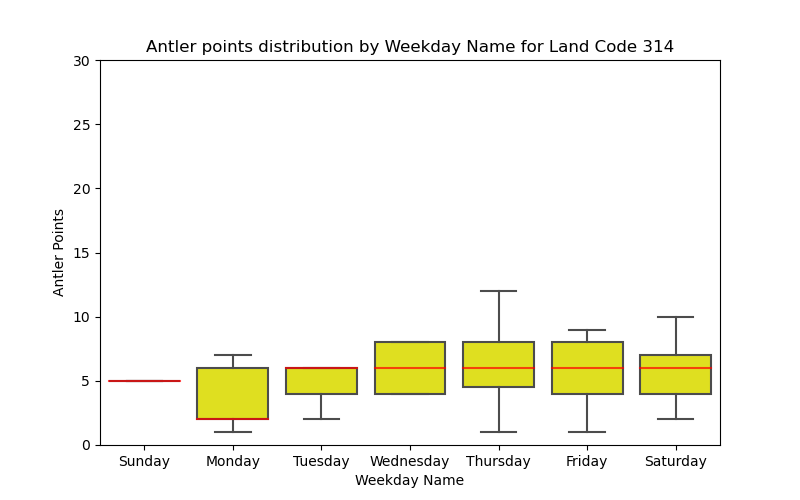 Antler points distribution by Weekday Name for Land Code 314
30
25
20
15
10
5
0
Antler Points
Sunday Monday Tuesday Wednesday Thursday Friday Saturday
Weekday Name